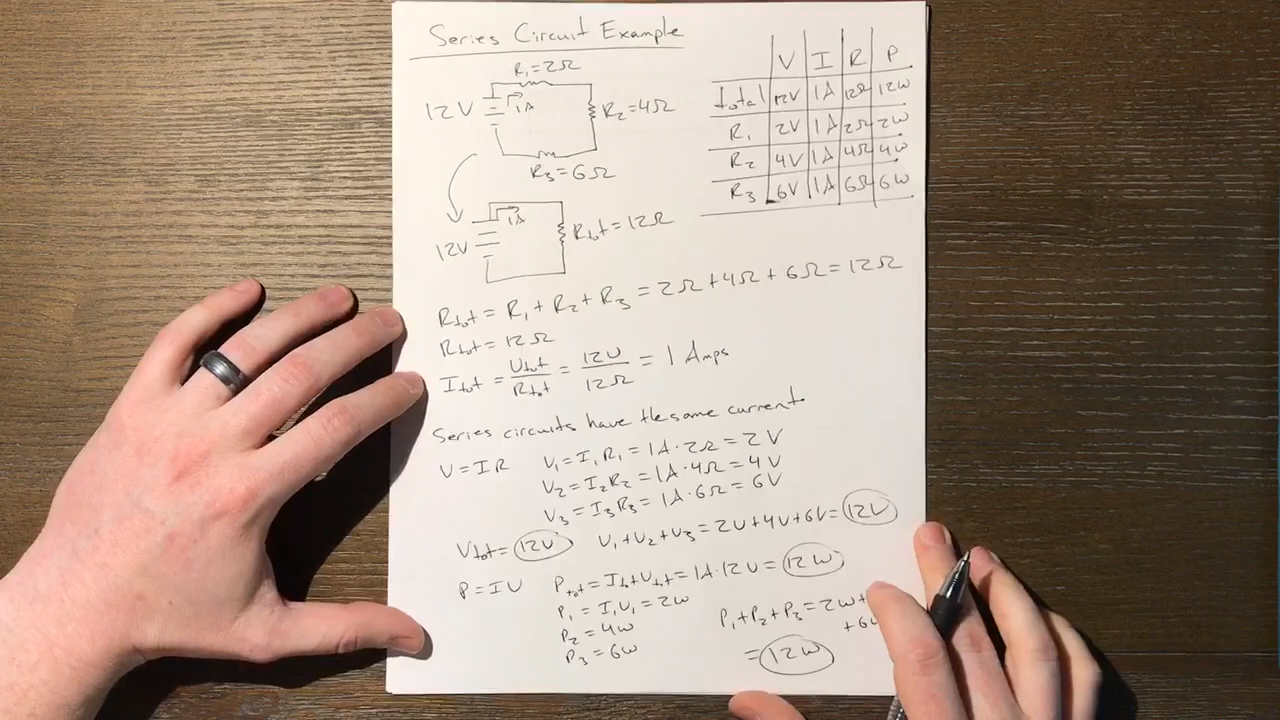 Series Circuit Example
R₁=2Ω
12V
1A
R₂=4Ω
R₃=6Ω
12V
1A
Rtot=12Ω
V I R P
total 12V 1A 12Ω 12W
R₁ 2V 1A 2Ω 2W
R₂ 4V 1A 4Ω 4W
R₃ 6V 1A 6Ω 6W
Rtot = R₁ + R₂ + R₃ = 2Ω + 4Ω + 6Ω = 12Ω
Rtot = 12Ω
Itot = Vtot/Rtot = 12V/12Ω = 1 Amps
Series circuits have the same current
V=IR V₁=I₁R₁=1A·2Ω=2V
V₂=I₂R₂=1A·4Ω=4V
V₃=I₃R₃=1A·6Ω=6V
Vtot=12V V₁+V₂+V₃=2V+4V+6V=12V
P=IV Ptot=ItotVtot=1A·12V=12W
P₁=I₁V₁=2W
P₂=4W
P₃=6W
P₁+P₂+P₃=2W+
+6
=12W